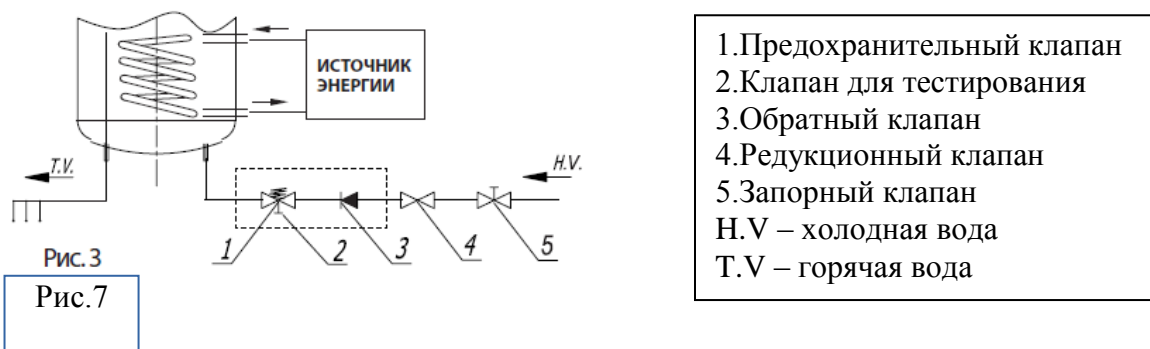 ИСТОЧНИК
ЭНЕРГИИ
T.V.
H.V.
1 2 3 4 5
Рис. 3
Рис.7
1.Предохранительный клапан
2.Клапан для тестирования
3.Обратный клапан
4.Редукционный клапан
5.Запорный клапан
H.V – холодная вода
T.V – горячая вода